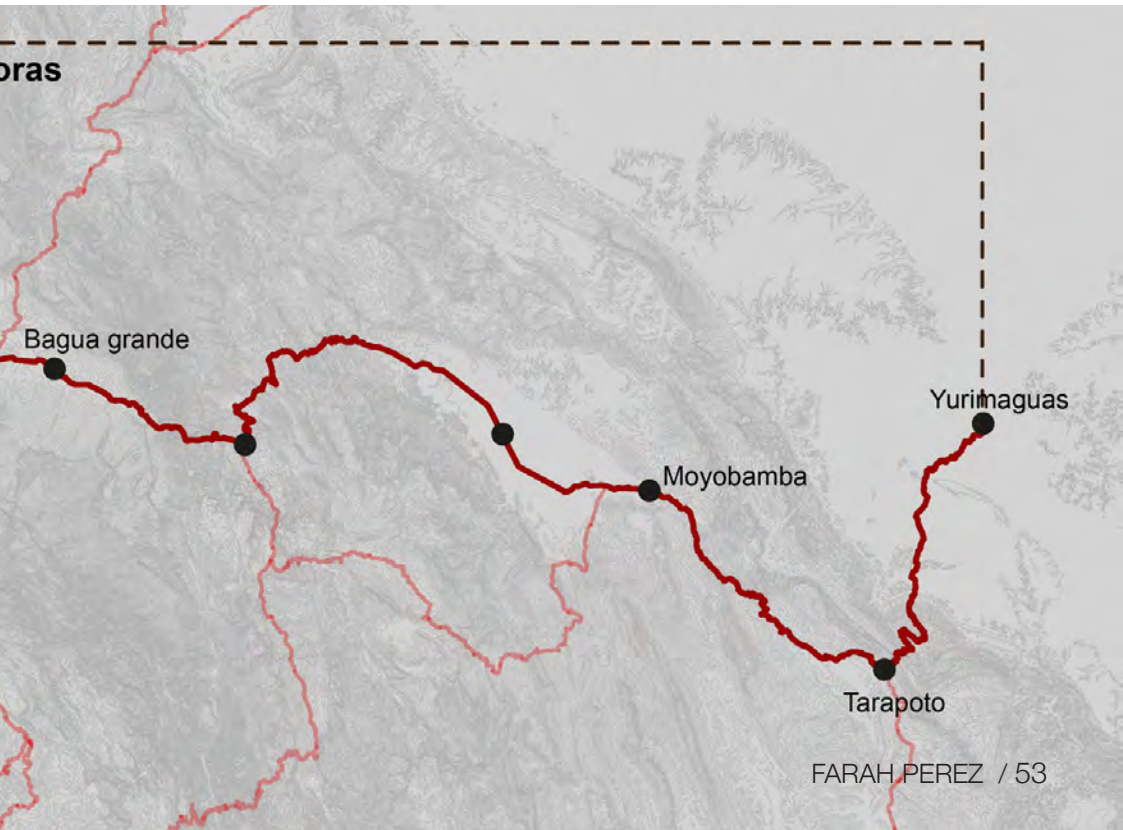 oras
Bagua grande
Yurimaguas
Moyobamba
Tarapoto
FARAH PEREZ / 53